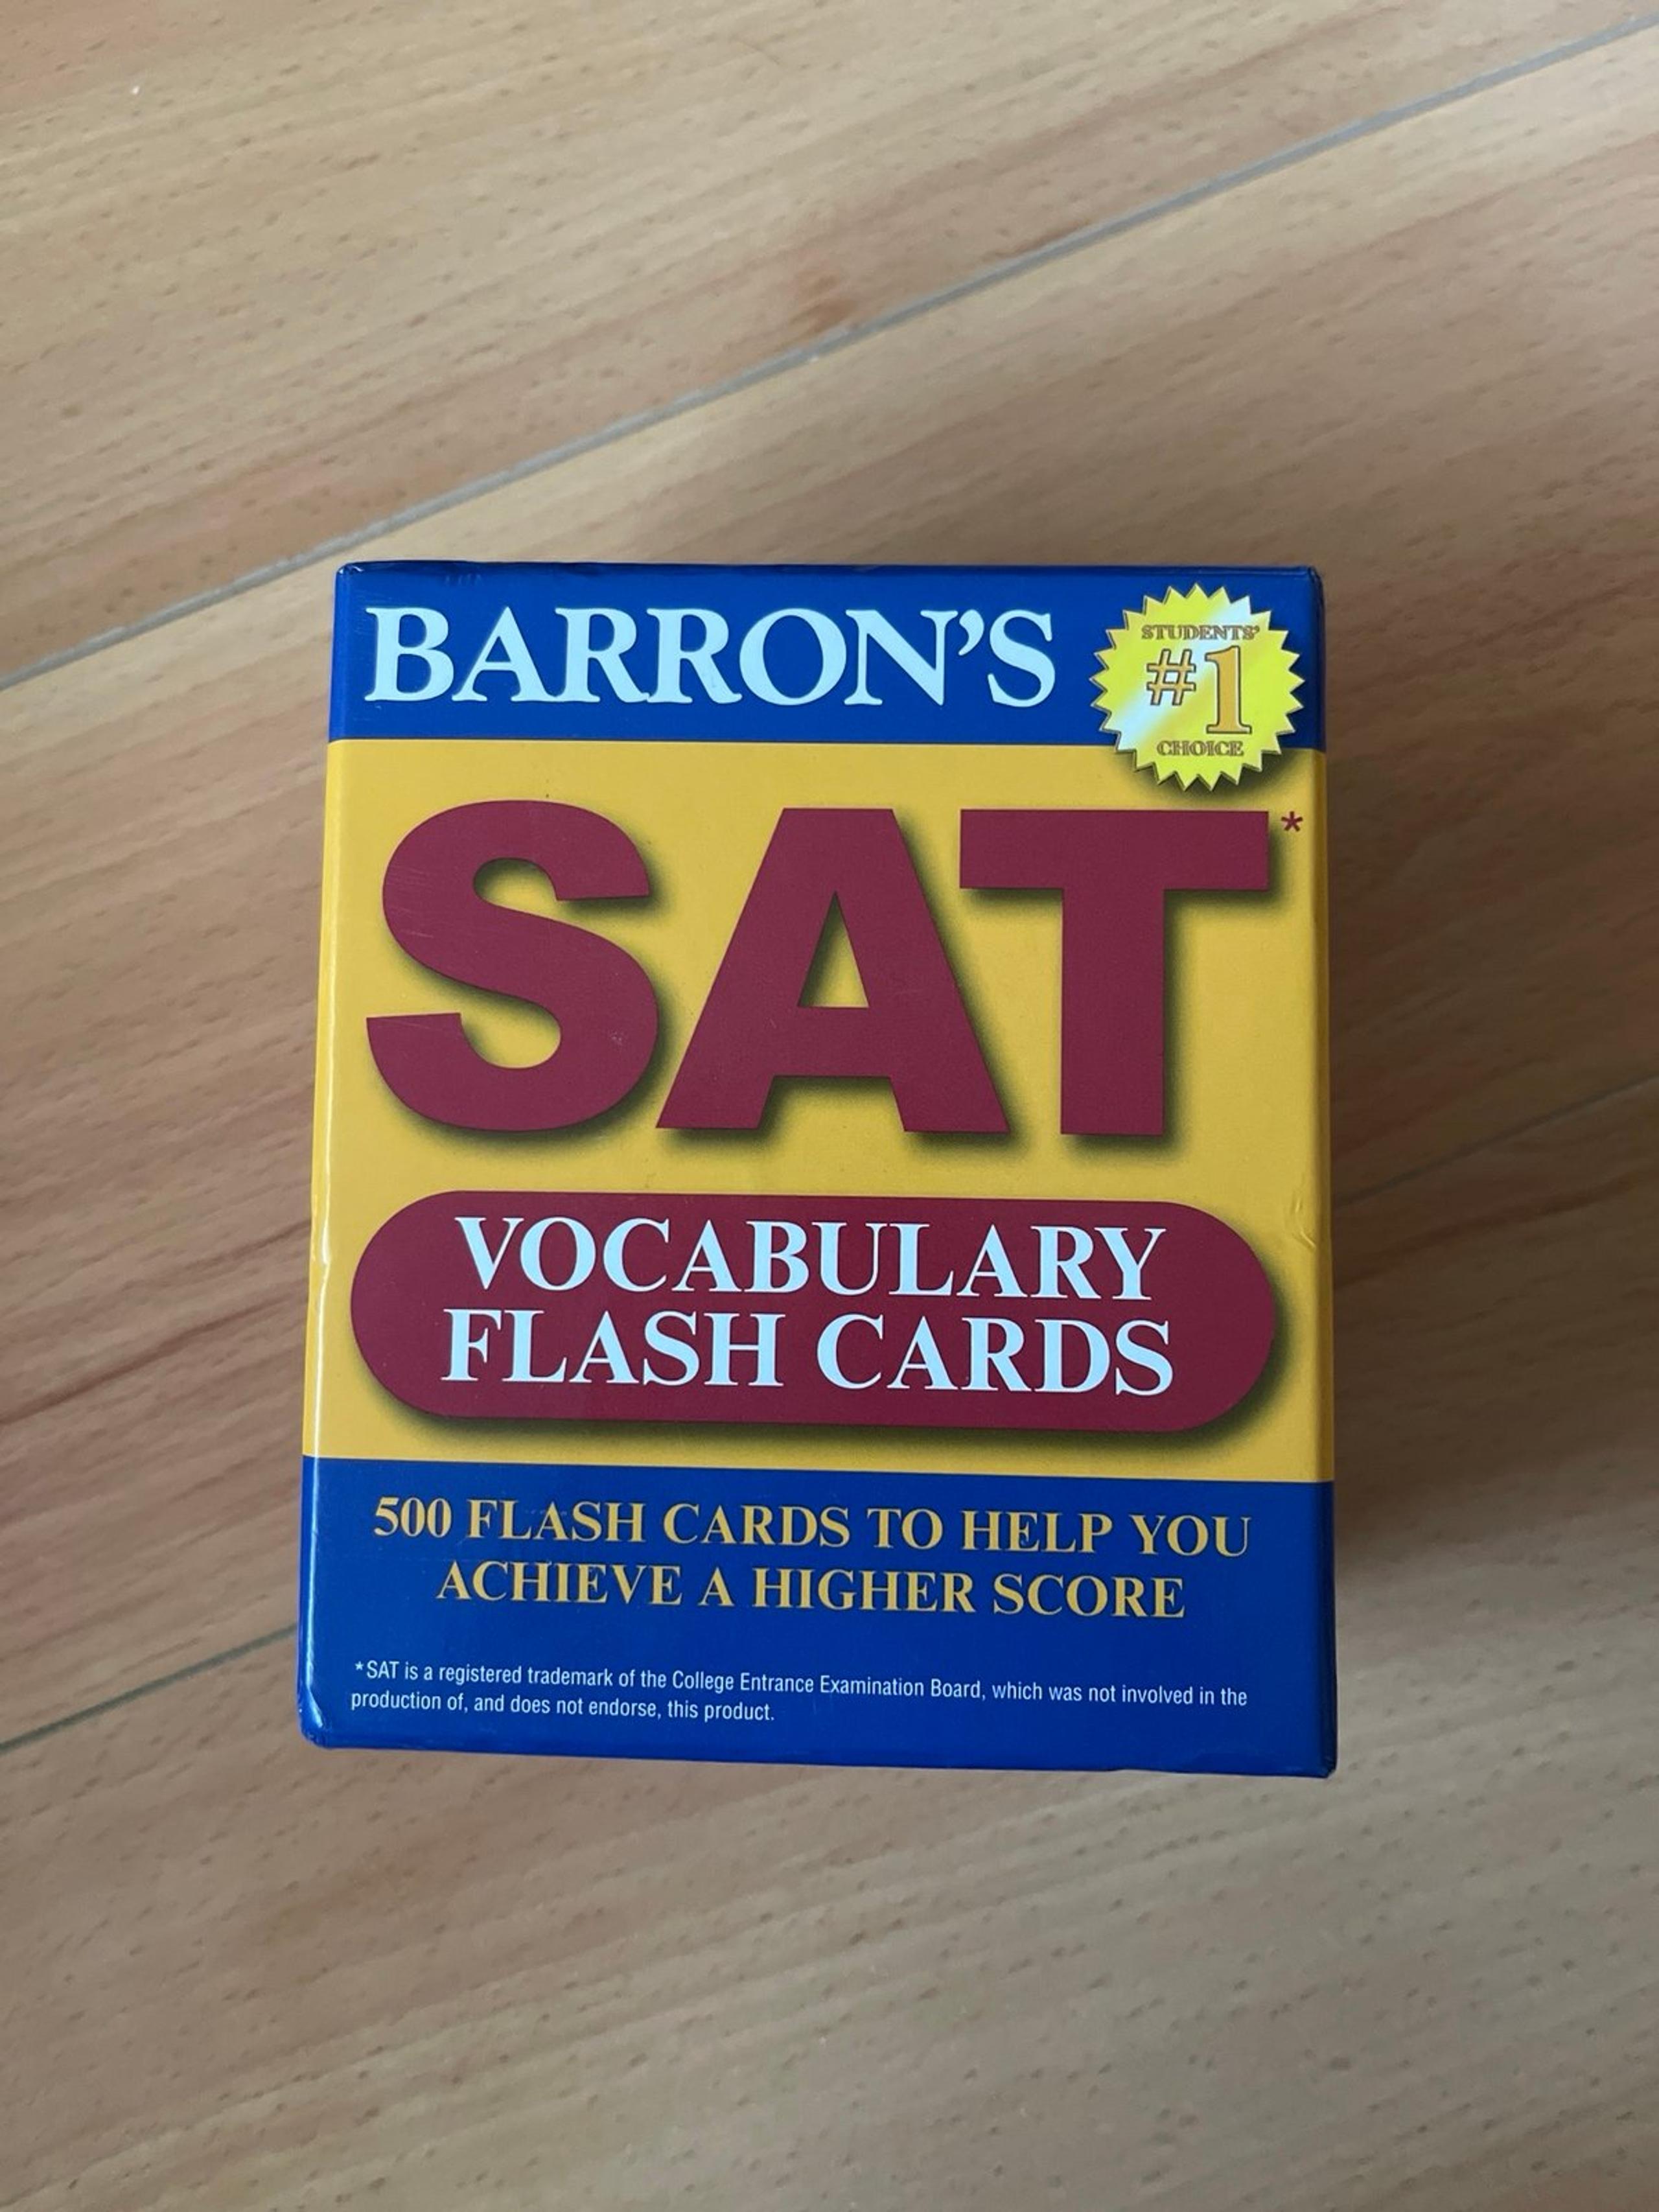 BARRON'S
STUDENTS'
#1
CHOICE
SAT*
VOCABULARY
FLASH CARDS
500 FLASH CARDS TO HELP YOU
ACHIEVE A HIGHER SCORE
*SAT is a registered trademark of the College Entrance Examination Board, which was not involved in the
production of, and does not endorse, this product.